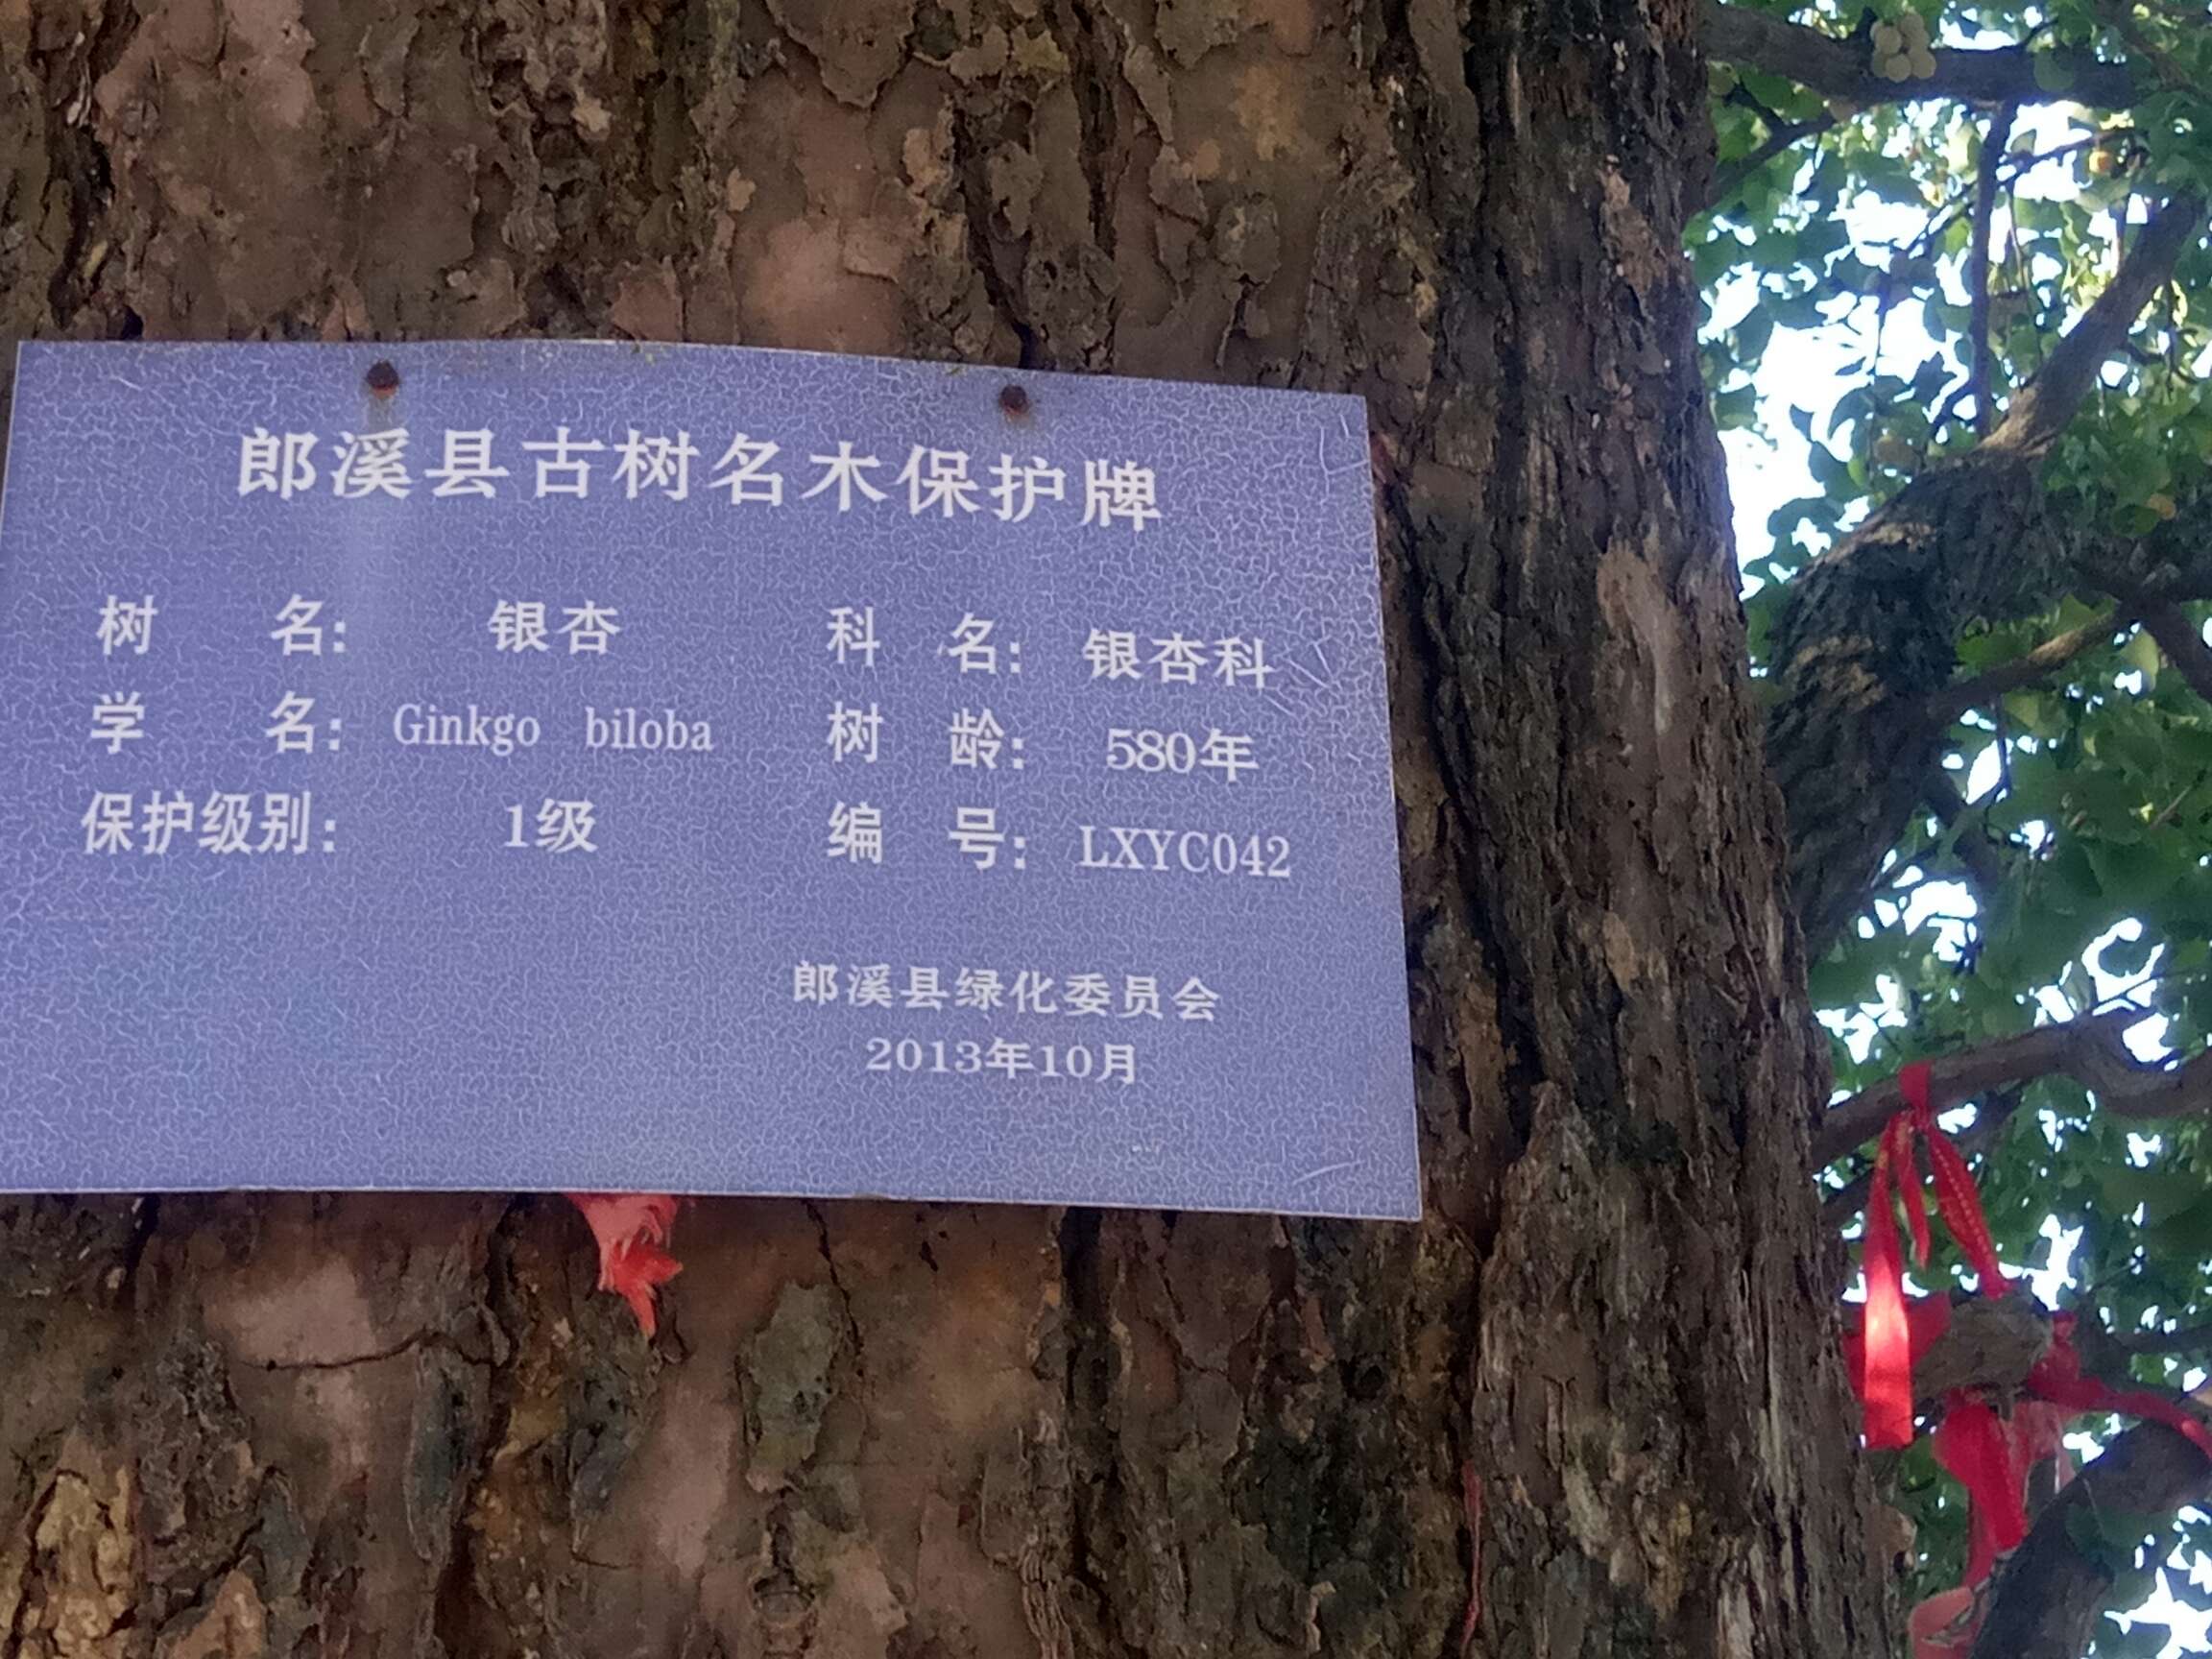 郎溪县古树名木保护牌
树 名： 银杏 科 名： 银杏科
学 名： Ginkgo biloba 树 龄： 580年
保护级别： 1级 编 号： LXYC042
郎溪县绿化委员会
2013年10月